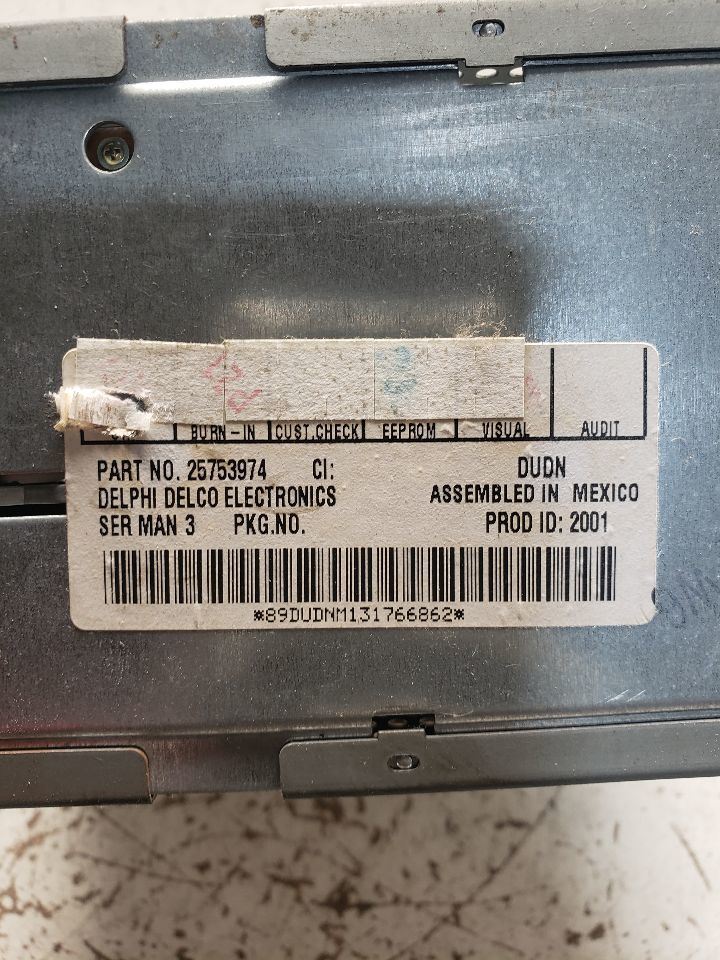 BURN-IN CUST.CHECK EEPROM VISUAL AUDIT
PART NO. 25753974 CI: DUDN
DELPHI DELCO ELECTRONICS ASSEMBLED IN MEXICO
SER MAN 3 PKG.NO. PROD ID: 2001
*89DUDNM131766862*